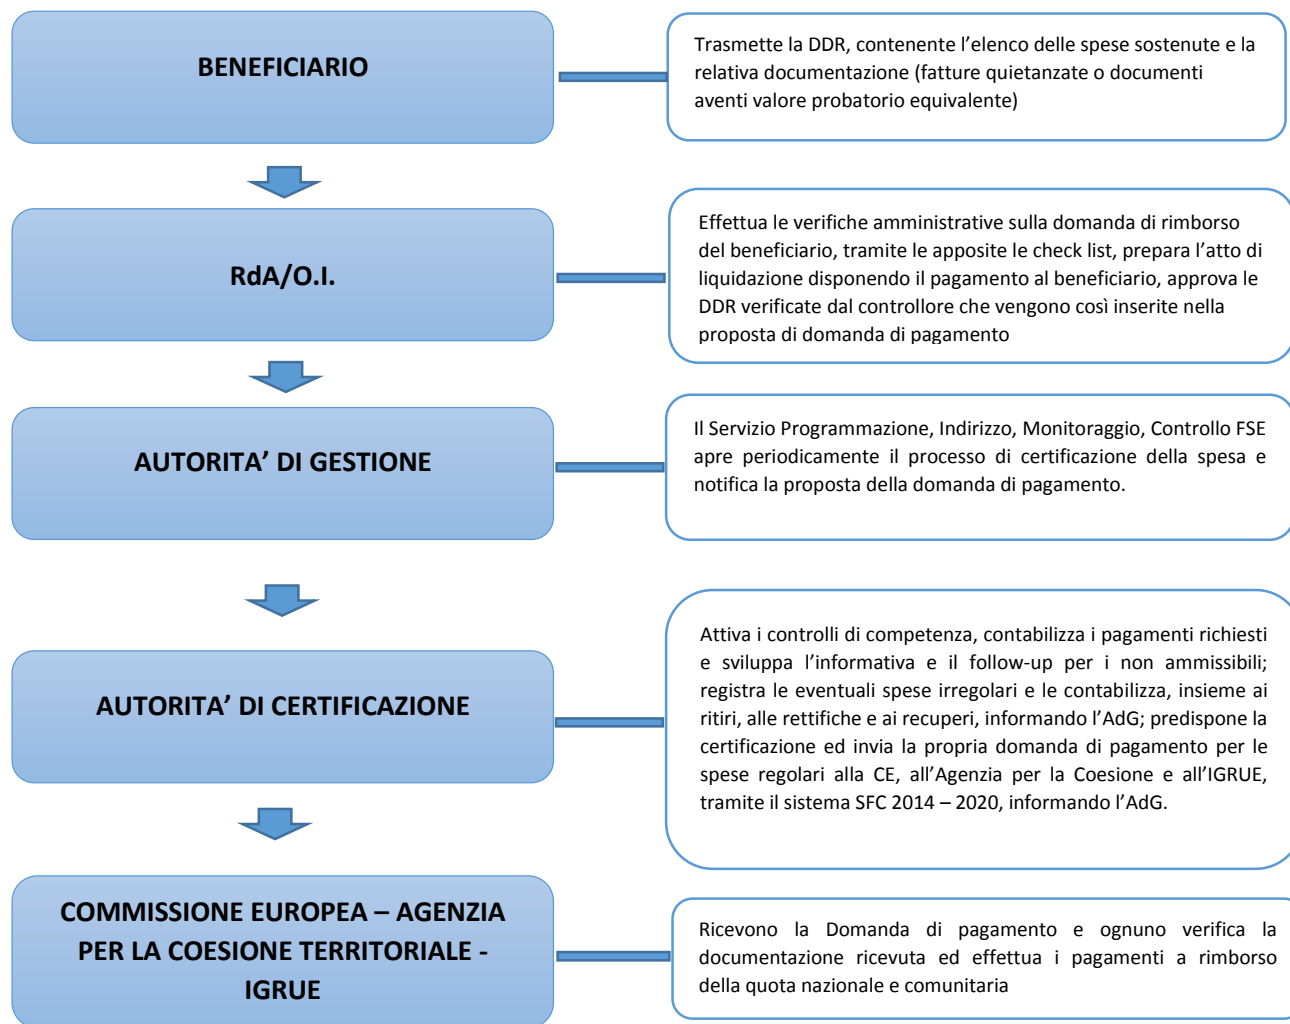 BENEFICIARIO
Trasmette la DDR, contenente l’elenco delle spese sostenute e la
relativa documentazione (fatture quietanzate o documenti
aventi valore probatorio equivalente)
RdA/O.I.
Effettua le verifiche amministrative sulla domanda di rimborso
del beneficiario, tramite le apposite le check list, prepara l’atto di
liquidazione disponendo il pagamento al beneficiario, approva le
DDR verificate dal controllore che vengono così inserite nella
proposta di domanda di pagamento
AUTORITA’ DI GESTIONE
Il Servizio Programmazione, Indirizzo, Monitoraggio, Controllo FSE
apre periodicamente il processo di certificazione della spesa e
notifica la proposta della domanda di pagamento.
AUTORITA’ DI CERTIFICAZIONE
Attiva i controlli di competenza, contabilizza i pagamenti richiesti
e sviluppa l’informativa e il follow-up per i non ammissibili;
registra le eventuali spese irregolari e le contabilizza, insieme ai
ritiri, alle rettifiche e ai recuperi, informando l’AdG; predispone la
certificazione ed invia la propria domanda di pagamento per le
spese regolari alla CE, all’Agenzia per la Coesione e all’IGRUE,
tramite il sistema SFC 2014 – 2020, informando l’AdG.
COMMISSIONE EUROPEA – AGENZIA
PER LA COESIONE TERRITORIALE -
IGRUE
Ricevono la Domanda di pagamento e ognuno verifica la
documentazione ricevuta ed effettua i pagamenti a rimborso
della quota nazionale e comunitaria